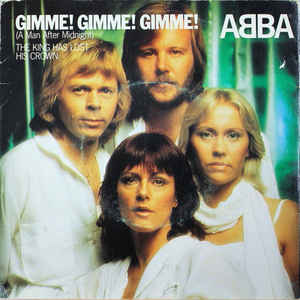 GIMME! GIMME! GIMME!
(A Man After Midnight)
THE KING HAS LOST
HIS CROWN
ABBA